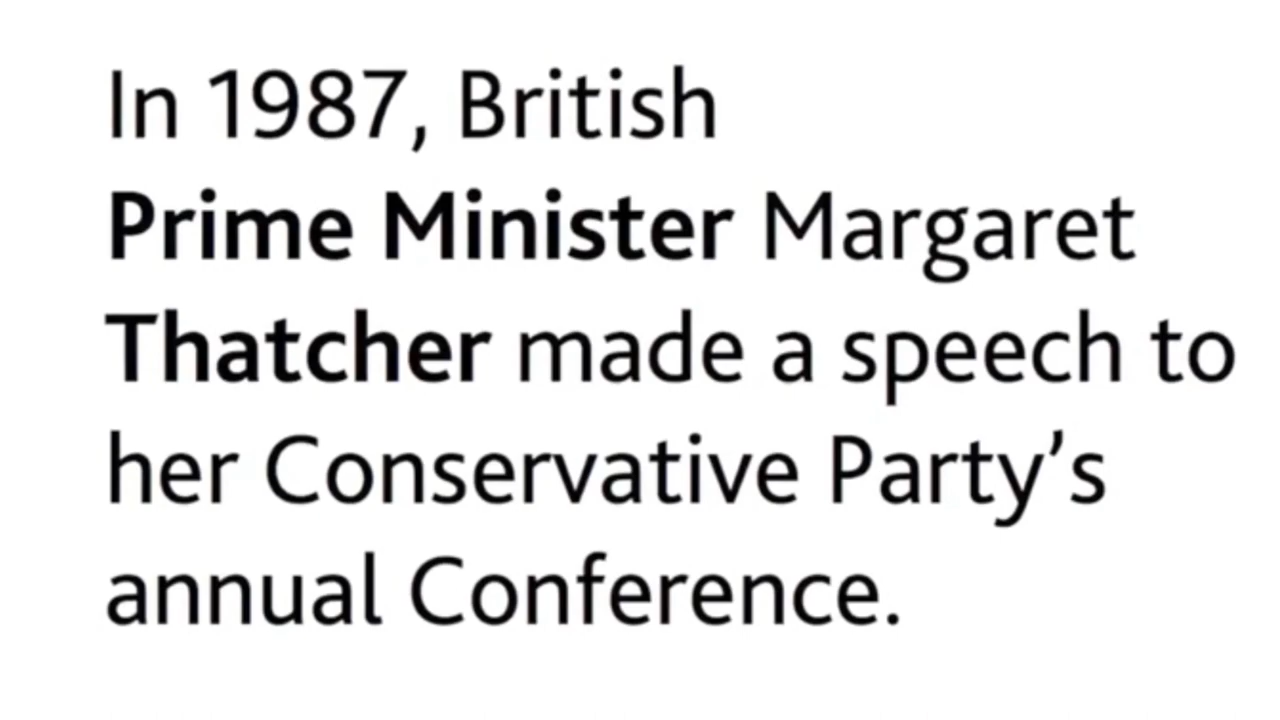 In 1987, British
Prime Minister Margaret
Thatcher made a speech to
her Conservative Party’s
annual Conference.